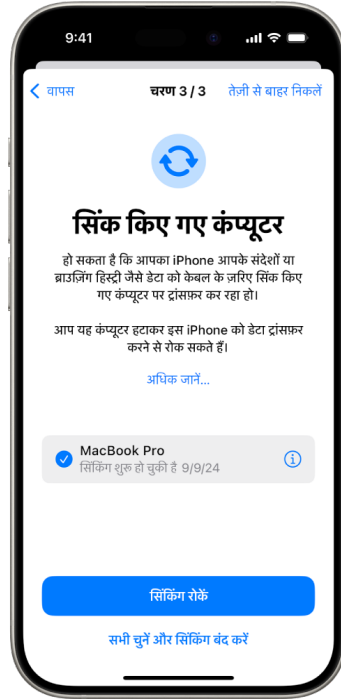 9:41
वापस
चरण 3 / 3
तेज़ी से बाहर निकलें
सिंक किए गए कंप्यूटर
हो सकता है कि आपका iPhone आपके संदेशों या
ब्राउज़िंग हिस्ट्री जैसे डेटा को केबल के ज़रिए सिंक किए
गए कंप्यूटर पर ट्रांसफ़र कर रहा हो।
आप यह कंप्यूटर हटाकर इस iPhone को डेटा ट्रांसफ़र
करने से रोक सकते हैं।
अधिक जानें...
MacBook Pro
सिंकिंग शुरू हो चुकी है 9/9/24
सिंकिंग रोकें
सभी चुनें और सिंकिंग बंद करें